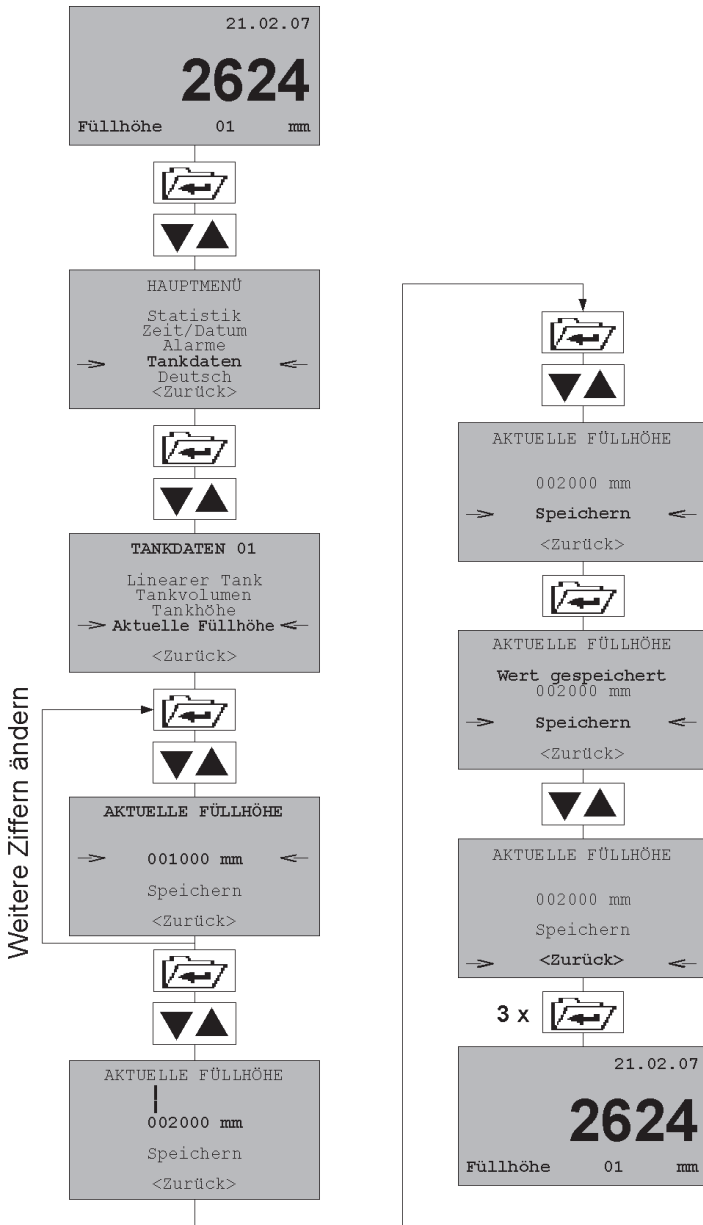 21.02.07
2624
Füllhöhe 01 mm
HAUPTMENÜ
Statistik
Zeit/Datum
Alarme
Tankdaten
Deutsch
<Zurück>
TANKDATEN 01
Linearer Tank
Tankvolumen
Tankhöhe
Aktuelle Füllhöhe
<Zurück>
Weitere Ziffern ändern
AKTUELLE FÜLLHÖHE
001000 mm
Speichern
<Zurück>
AKTUELLE FÜLLHÖHE
002000 mm
Speichern
<Zurück>
AKTUELLE FÜLLHÖHE
002000 mm
Speichern
<Zurück>
AKTUELLE FÜLLHÖHE
Wert gespeichert
002000 mm
Speichern
<Zurück>
AKTUELLE FÜLLHÖHE
002000 mm
Speichern
<Zurück>
3 x
21.02.07
2624
Füllhöhe 01 mm